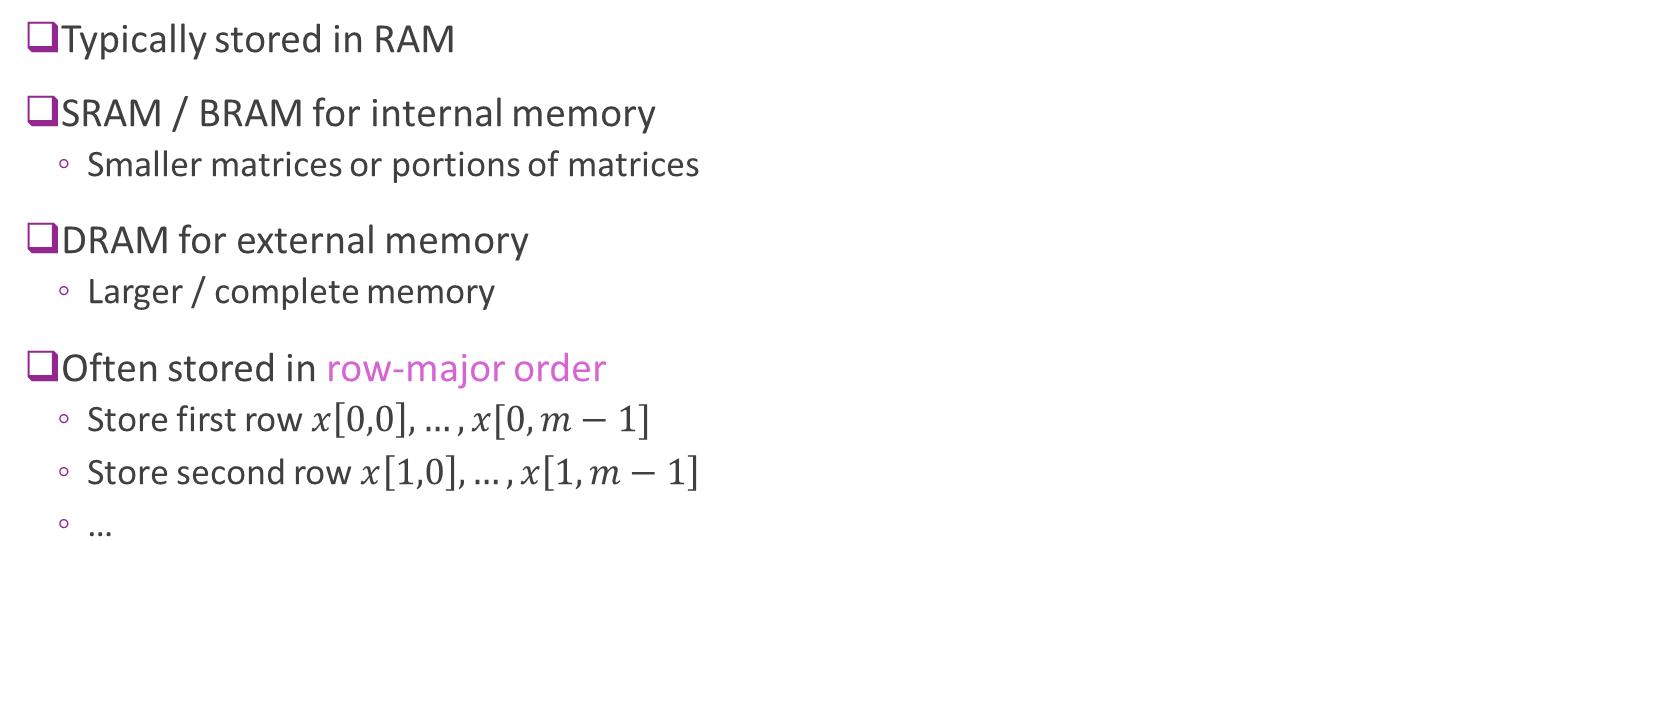 ❑Typically stored in RAM
❑SRAM / BRAM for internal memory
◦ Smaller matrices or portions of matrices
❑DRAM for external memory
◦ Larger / complete memory
❑Often stored in row-major order
◦ Store first row x[0,0], … , x[0, m − 1]
◦ Store second row x[1,0], … , x[1, m − 1]
◦ …